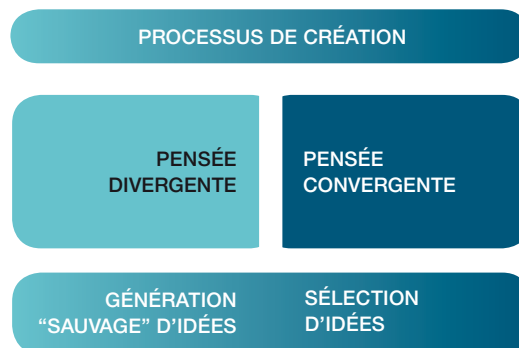 PROCESSUS DE CRÉATION
PENSÉE
DIVERGENTE
PENSÉE
CONVERGENTE
GÉNÉRATION
“SAUVAGE” D’IDÉES
SÉLECTION
D’IDÉES